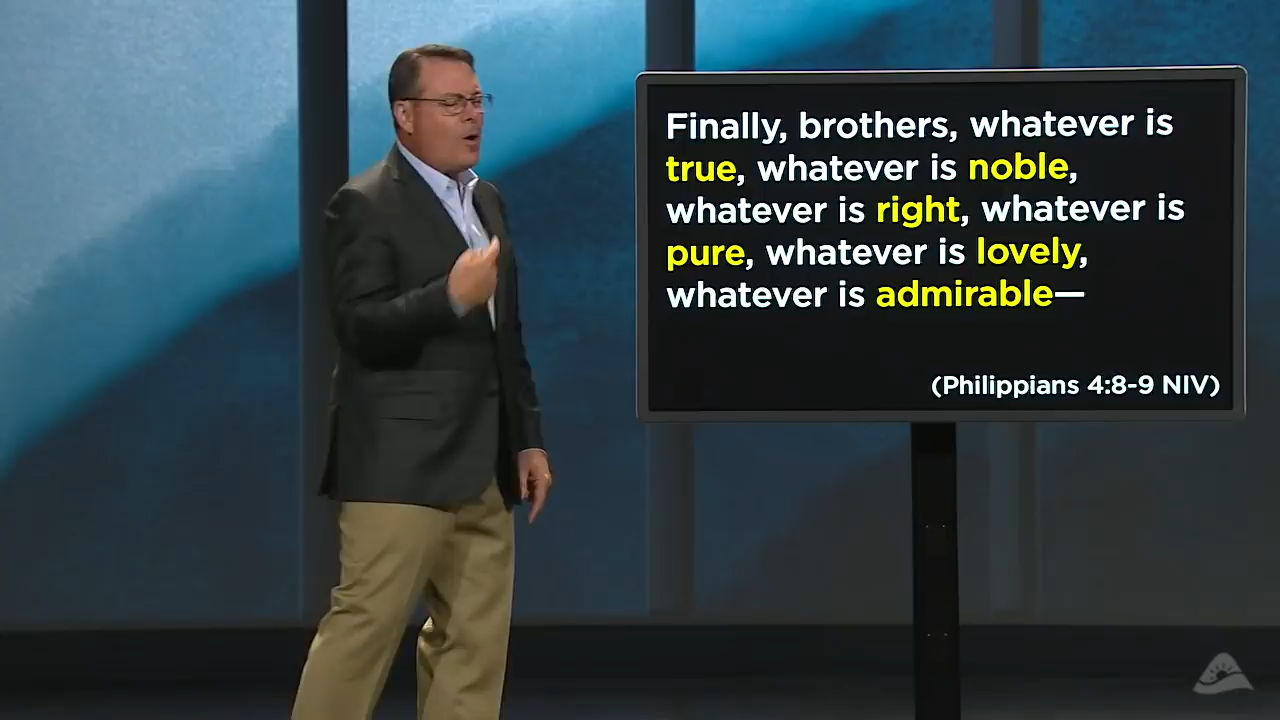 Finally, brothers, whatever is
true, whatever is noble,
whatever is right, whatever is
pure, whatever is lovely,
whatever is admirable—
(Philippians 4:8-9 NIV)